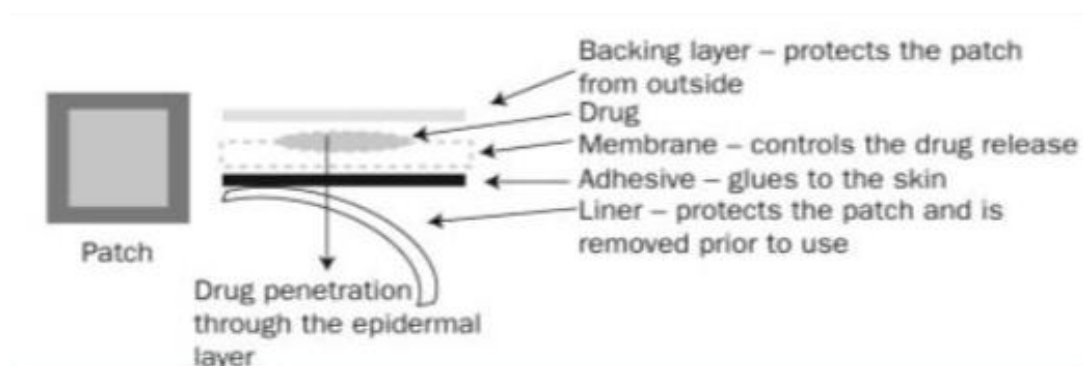 Backing layer – protects the patch
from outside
Drug
Membrane – controls the drug release
Adhesive – glues to the skin
Liner – protects the patch and is
removed prior to use
Patch
Drug penetration
through the epidermal
layer